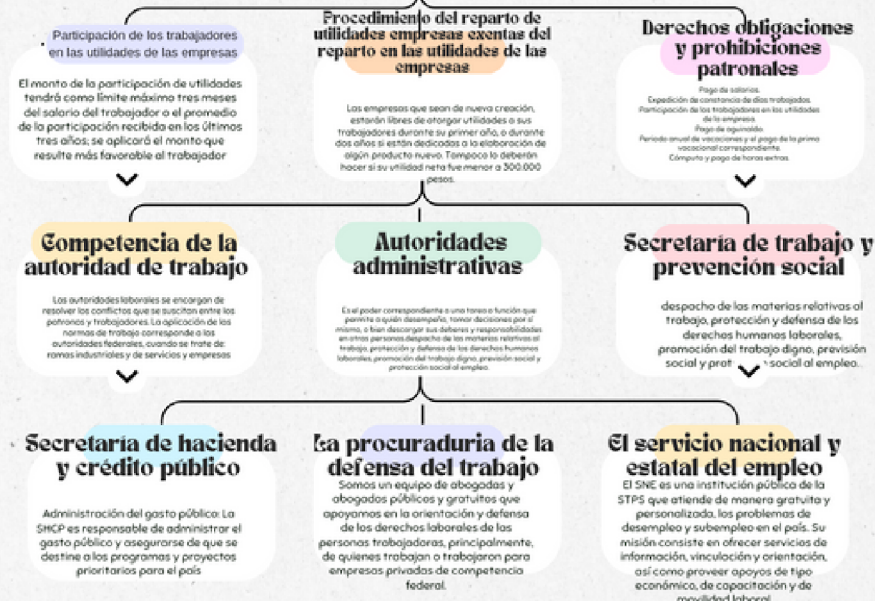 Participación de los trabajadores
en las utilidades de las empresas
El monto de la participación de utilidades
tendrá como límite máximo tres meses
del salario del trabajador o el promedio
de la participación recibida en los últimos
tres años; se aplicará el monto que
resulte más favorable al trabajador
Procedimiento del reparto de
utilidades empresas exentas del
reparto en las utilidades de las
empresas
Las empresas que sean de nueva creación,
estarán libres de otorgar utilidades a sus
trabajadores durante su primer año, o durante
dos años si están dedicadas a la elaboración de
algún producto nuevo. Tampoco lo deberán
hacer si su utilidad neta fue menor a 300,000
pesos.
Derechos obligaciones
y prohibiciones
patronales
Pago de salarios.
Expedición de constancia de días trabajados.
Participación de los trabajadores en las utilidades
de la empresa.
Pago de aguinaldo.
Periodo anual de vacaciones y el pago de la prima
vacacional correspondiente.
Cómputo y pago de horas extras.
Competencia de la
autoridad de trabajo
Las autoridades laborales se encargan de
resolver los conflictos que se suscitan entre los
patronos y trabajadores. La aplicación de las
normas de trabajo corresponde a las
autoridades federales, cuando se trate de:
ramas industriales y de servicios y empresas
Autoridades
administrativas
Es el poder correspondiente a una tarea o función que
permite a quién desempeña, tomar decisiones por sí
mismo, o bien descargar sus deberes y responsabilidades
en otras personas.despacho de las materias relativas al
trabajo, protección y defensa de los derechos humanos
laborales, promoción del trabajo digno, previsión social y
protección social al empleo.
Secretaría de trabajo y
prevención social
despacho de las materias relativas al
trabajo, protección y defensa de los
derechos humanos laborales,
promoción del trabajo digno, previsión
social y prot social al empleo.
Secretaría de hacienda
y crédito público
Administración del gasto público: La
SHCP es responsable de administrar el
gasto público y asegurarse de que se
destine a los programas y proyectos
prioritarios para el país
La procuraduria de la
defensa del trabajo
Somos un equipo de abogadas y
abogados públicos y gratuitos que
apoyamos en la orientación y defensa
de los derechos laborales de las
personas trabajadoras, principalmente,
de quienes trabajan o trabajaron para
empresas privadas de competencia
federal.
El servicio nacional y
estatal del empleo
El SNE es una institución pública de la
STPS que atiende de manera gratuita y
personalizada, los problemas de
desempleo y subempleo en el país. Su
misión consiste en ofrecer servicios de
información, vinculación y orientación,
así como proveer apoyos de tipo
económico, de capacitación y de
movilidad laboral